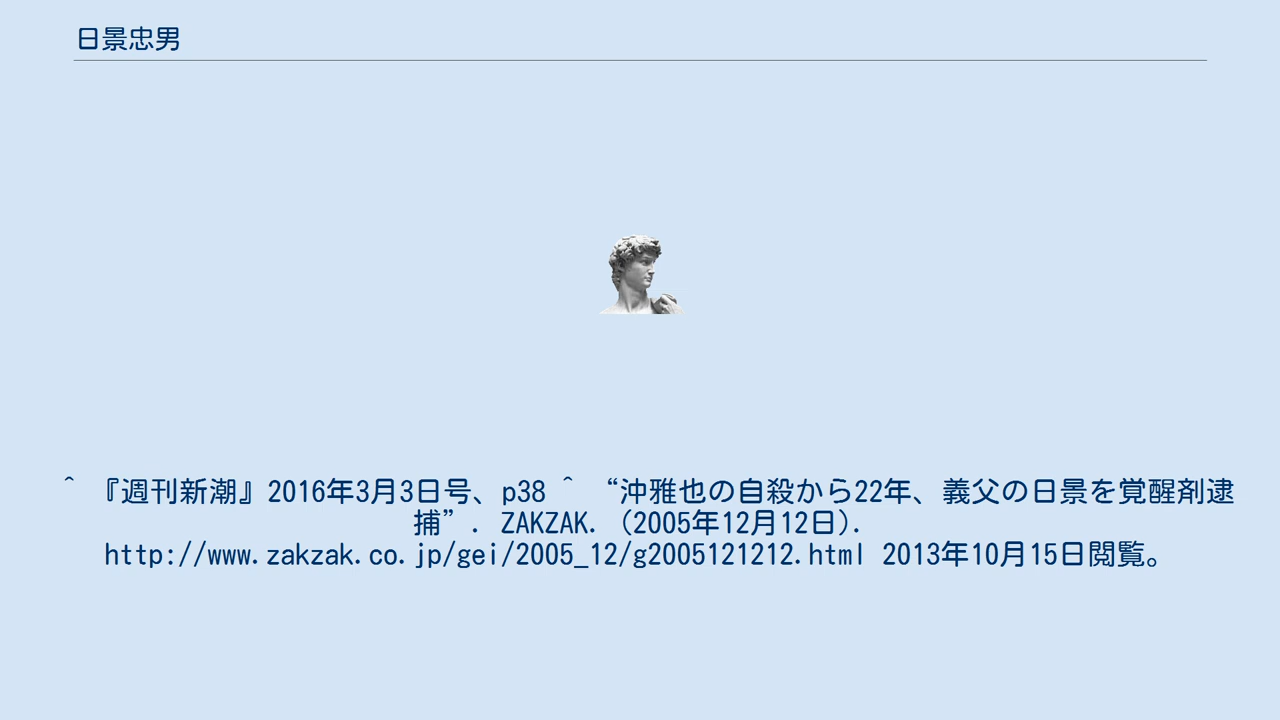 日景忠男
^ 『週刊新潮』2016年3月3日号、p38 ^ “沖雅也の自殺から22年、義父の日景を覚醒剤逮
捕”. ZAKZAK. (2005年12月12日).
http://www.zakzak.co.jp/gei/2005_12/g2005121212.html 2013年10月15日閲覧。